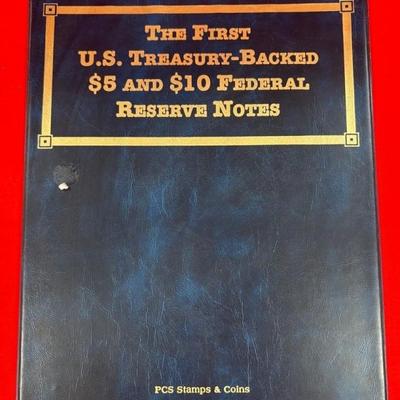 THE FIRST
U.S. TREASURY-BACKED
$5 AND $10 FEDERAL
RESERVE NOTES
PCS Stamps & Coins